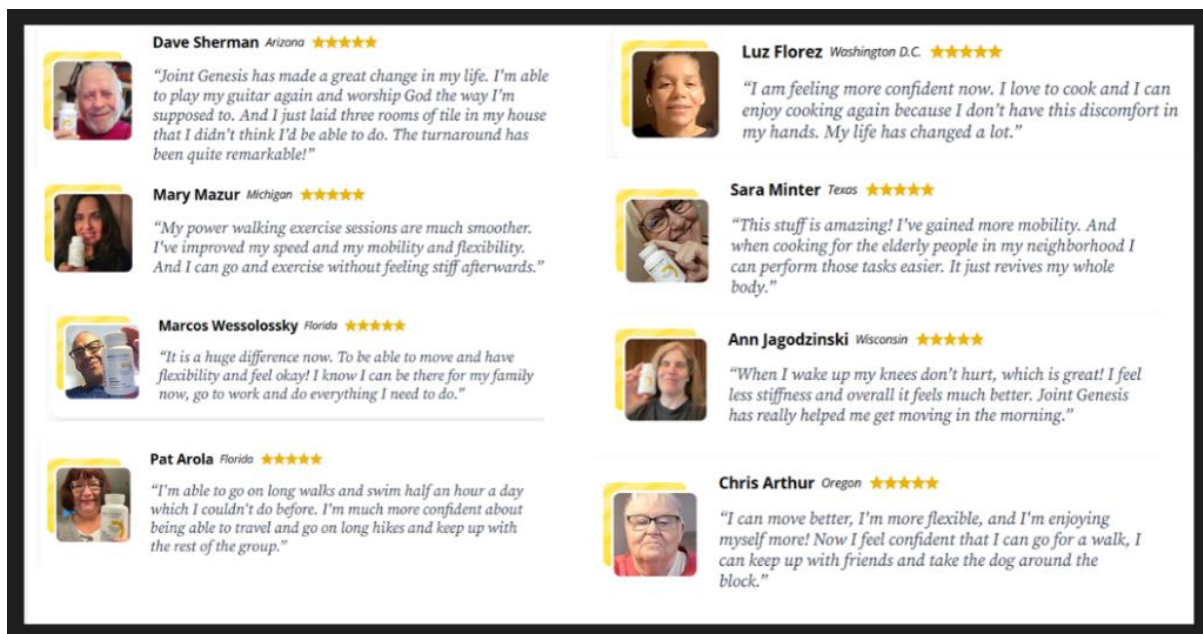 Dave Sherman Arizona
“Joint Genesis has made a great change in my life. I’m able
to play my guitar again and worship God the way I’m
supposed to. And I just laid three rooms of tile in my house
that I didn’t think I’d be able to do. The turnaround has
been quite remarkable!”
Mary Mazur Michigan
“My power walking exercise sessions are much smoother.
I’ve improved my speed and my mobility and flexibility.
And I can go and exercise without feeling stiff afterwards.”
Marcos Wessolossky Florida
“It is a huge difference now. To be able to move and have
flexibility and feel okay! I know I can be there for my family
now, go to work and do everything I need to do.”
Pat Arola Florida
“I’m able to go on long walks and swim half an hour a day
which I couldn’t do before. I’m much more confident about
being able to travel and go on long hikes and keep up with
the rest of the group.”
Luz Florez Washington D.C.
“I am feeling more confident now. I love to cook and I can
enjoy cooking again because I don’t have this discomfort in
my hands. My life has changed a lot.”
Sara Minter Texas
“This stuff is amazing! I’ve gained more mobility. And
when cooking for the elderly people in my neighborhood I
can perform those tasks easier. It just revives my whole
body.”
Ann Jagodzinski Wisconsin
“When I wake up my knees don’t hurt, which is great! I feel
less stiffness and overall it feels much better. Joint Genesis
has really helped me get moving in the morning.”
Chris Arthur Oregon
“I can move better, I’m more flexible, and I’m enjoying
myself more! Now I feel confident that I can go for a walk, I
can keep up with friends and take the dog around the
block.”